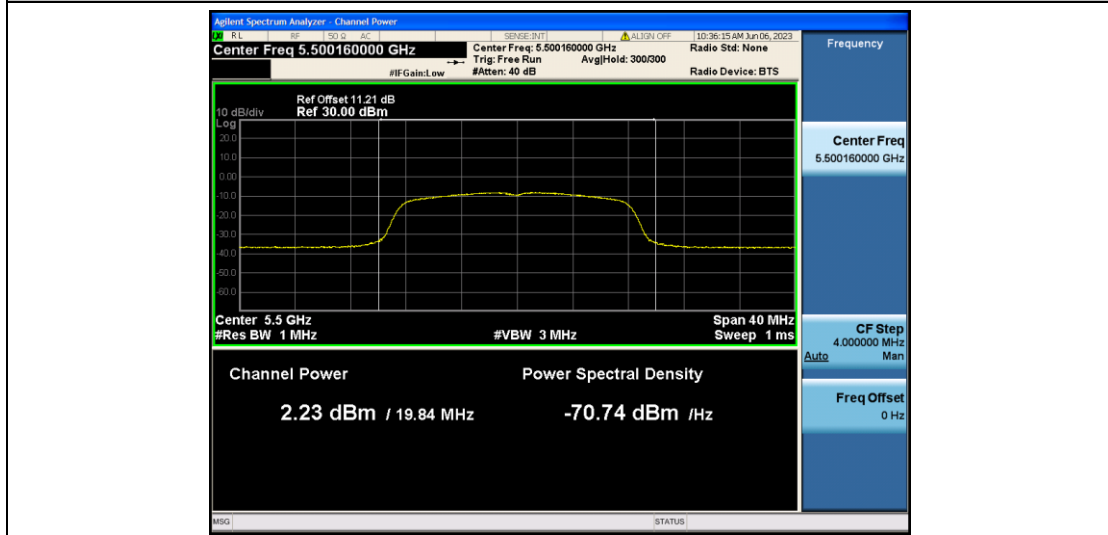 Agilent Spectrum Analyzer - Channel Power
RL RF 50 Ω AC SENSE:INT ALIGN OFF 10:36:15 AM Jun 06, 2023
Center Freq 5.500160000 GHz Center Freq: 5.500160000 GHz Radio Std: None
Trig: Free Run Avg|Hold: 300/300
#IFGain:Low #Atten: 40 dB Radio Device: BTS
Ref Offset 11.21 dB
10 dB/div Ref 30.00 dBm
Log
20.0
10.0
0.00
-10.0
-20.0
-30.0
-40.0
-50.0
-60.0
Center 5.5 GHz Span 40 MHz
#Res BW 1 MHz #VBW 3 MHz Sweep 1 ms
Channel Power Power Spectral Density
2.23 dBm / 19.84 MHz -70.74 dBm /Hz
MSG STATUS
Frequency
Center Freq
5.500160000 GHz
CF Step
4.000000 MHz
Auto Man
Freq Offset
0 Hz